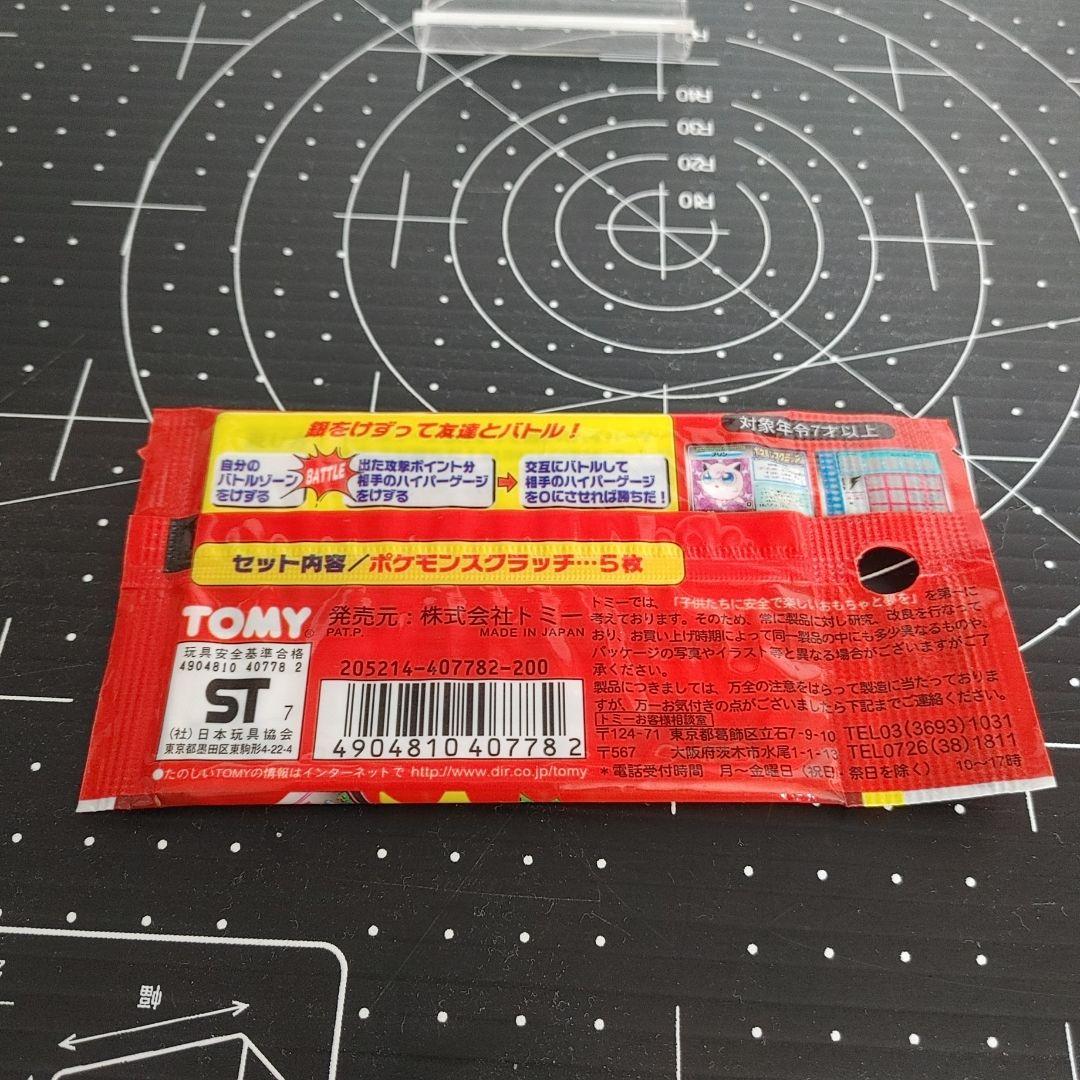 R40
R30
R20
R10
銀をけずって友達とバトル！
対象年令7才以上
自分の
バトルゾーン
をけずる
BATTLE
出た攻撃ポイント分
相手のハイパーゲージ
をけずる
交互にバトルして
相手のハイパーゲージ
を0にさせれば勝ちだ！
プリン
セット内容／ポケモンスクラッチ…5枚
TOMY
発売元：株式会社トミー
PAT.P.
MADE IN JAPAN
玩具安全基準合格
4904810 40778 2
ST 7
(社)日本玩具協会
東京都墨田区東駒形4-22-4
205214-407782-200
4904810 407782
トミーでは、「子供たちに安全で楽しいおもちゃと夢を」を第一に
考えております。そのため、常に製品に対し研究、改良を行なって
おり、お買い上げ時期によって同一製品の中にも多少異なるものや、
パッケージの写真やイラスト等と異なる場合がございますがご了
承ください。
製品につきましては、万全の注意をはらって製造に当たっておりま
すが、万一お気付きの点がございましたら下記までご連絡ください。
トミーお客様相談室
〒124-71 東京都葛飾区立石7-9-10 TEL03(3693)1031
〒567 大阪府茨木市水尾1-1-13 TEL0726(38)1811
＊電話受付時間 月〜金曜日（祝日・祭日を除く） 10〜17時
●たのしいTOMYの情報はインターネットで http://www.dir.co.jp/tomy
幅